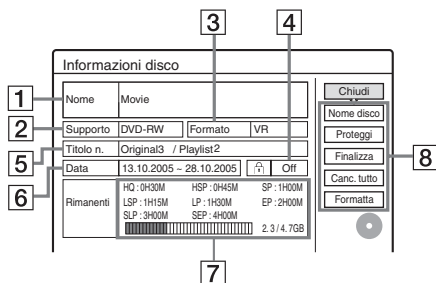 3
4
Informazioni disco
1
Nome Movie
Chiudi
Nome disco
2
Supporto DVD-RW Formato VR
Proteggi
5
Titolo n. Original3 / Playlist2
Finalizza
8
6
Data 13.10.2005 ~ 28.10.2005 Off
Canc. tutto
Formatta
Rimanenti
HQ : 0H30M HSP : 0H45M SP : 1H00M
LSP : 1H15M LP : 1H30M EP : 2H00M
SLP : 3H00M SEP : 4H00M
2. 3 / 4. 7GB
7